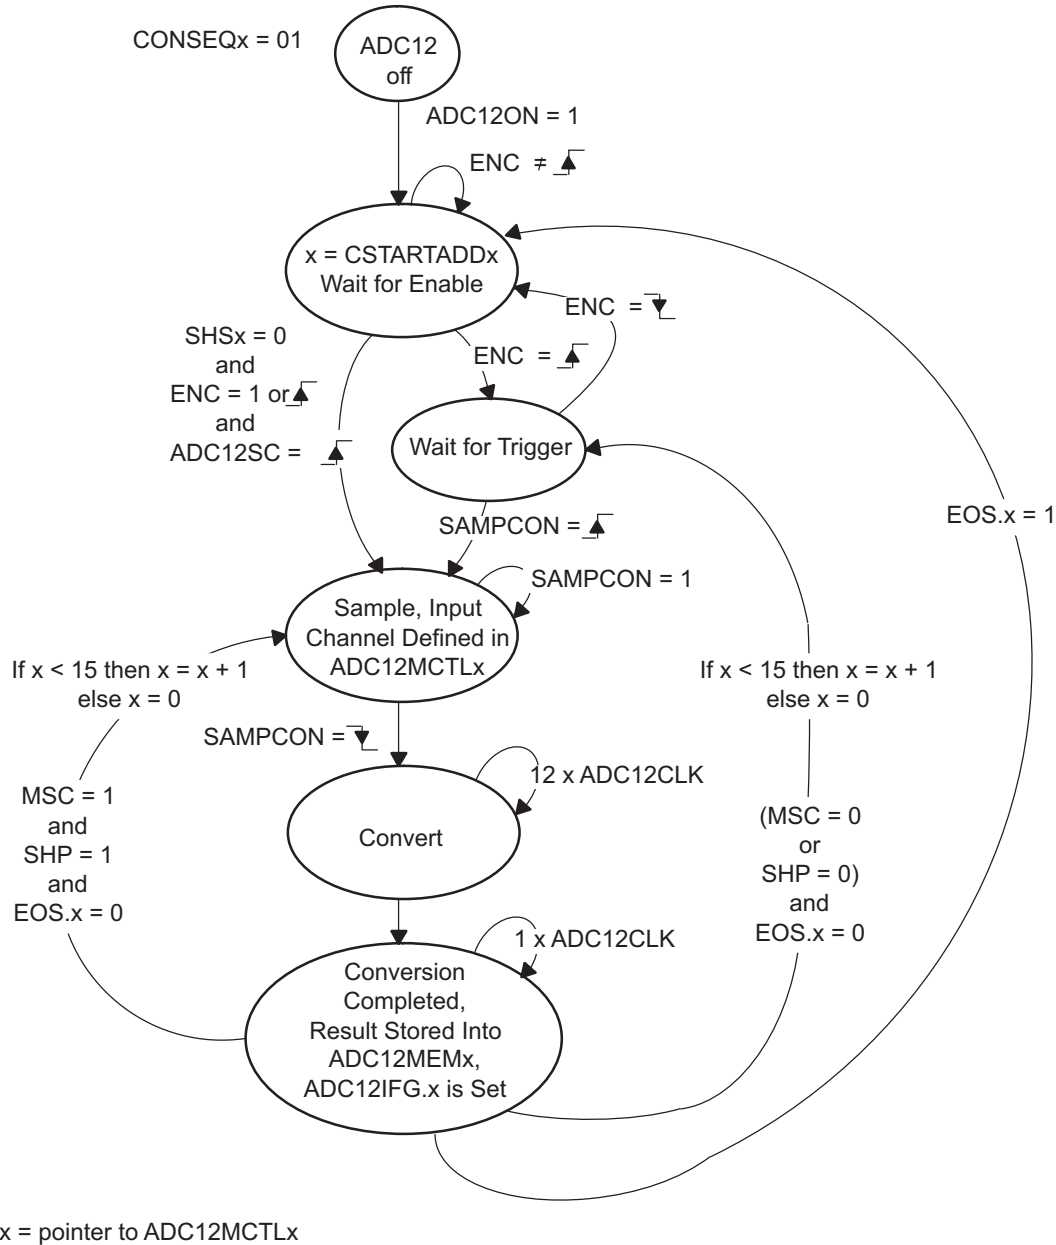 CONSEQx = 01
ADC12
off
ADC12ON = 1
ENC ≠
x = CSTARTADDx
Wait for Enable
ENC =
SHSx = 0
and
ENC = 1 or
and
ADC12SC =
ENC =
Wait for Trigger
EOS.x = 1
SAMPCON =
SAMPCON = 1
Sample, Input
Channel Defined in
ADC12MCTLx
If x < 15 then x = x + 1
else x = 0
If x < 15 then x = x + 1
else x = 0
SAMPCON =
12 x ADC12CLK
Convert
MSC = 1
and
SHP = 1
and
EOS.x = 0
(MSC = 0
or
SHP = 0)
and
EOS.x = 0
1 x ADC12CLK
Conversion
Completed,
Result Stored Into
ADC12MEMx,
ADC12IFG.x is Set
x = pointer to ADC12MCTLx